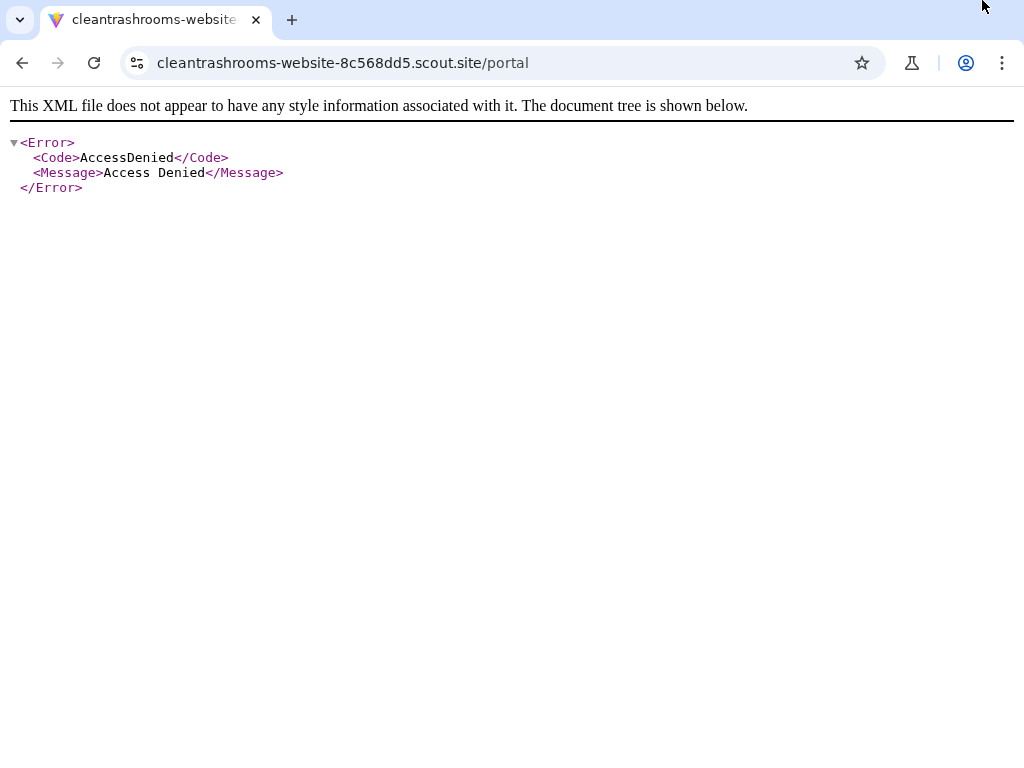 cleantrashrooms-website
cleantrashrooms-website-8c568dd5.scout.site/portal
This XML file does not appear to have any style information associated with it. The document tree is shown below.
<Error>
<Code>AccessDenied</Code>
<Message>Access Denied</Message>
</Error>